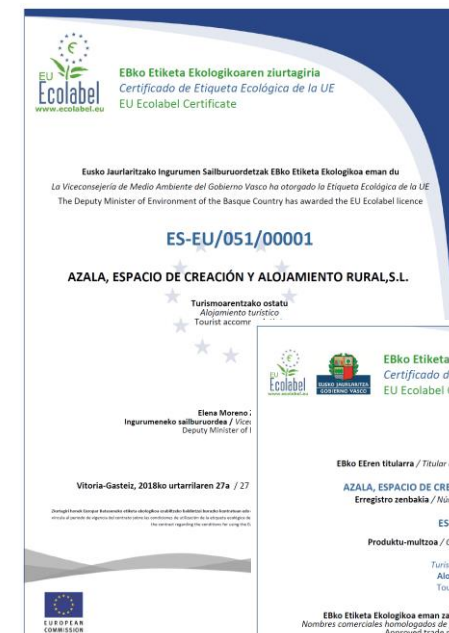 EU
Ecolabel
www.ecolabel.eu
EBko Etiketa Ekologikoaren ziurtagiria
Certificado de Etiqueta Ecológica de la UE
EU Ecolabel Certificate
Eusko Jaurlaritzako Ingurumen Sailburuordetzak EBko Etiketa Ekologikoa eman du
La Viceconsejería de Medio Ambiente del Gobierno Vasco ha otorgado la Etiqueta Ecológica de la UE
The Deputy Minister of Environment of the Basque Country has awarded the EU Ecolabel licence
ES-EU/051/00001
AZALA, ESPACIO DE CREACIÓN Y ALOJAMIENTO RURAL,S.L.
Turismoarentzako ostatu
Alojamiento turístico
Tourist accomm
Elena Moreno
Ingurumeneko sailburuordea / Vice
Deputy Minister of
Vitoria-Gasteiz, 2018ko urtarrilaren 27a / 27
EUROPEAN
COMMISSION
EU
Ecolabel
EUSKO JAURLARITZA
GOBIERNO VASCO
EBko Etiketa
Certificado d
EU Ecolabel
EBko EEren titularra / Titular
AZALA, ESPACIO DE CRE
Erregistro zenbakia / Nú
ES
Produktu-multzoa /
Turis
Alo
Tou
EBko Etiketa Ekologikoa eman za
Nombres comerciales homologados de
Approved trade